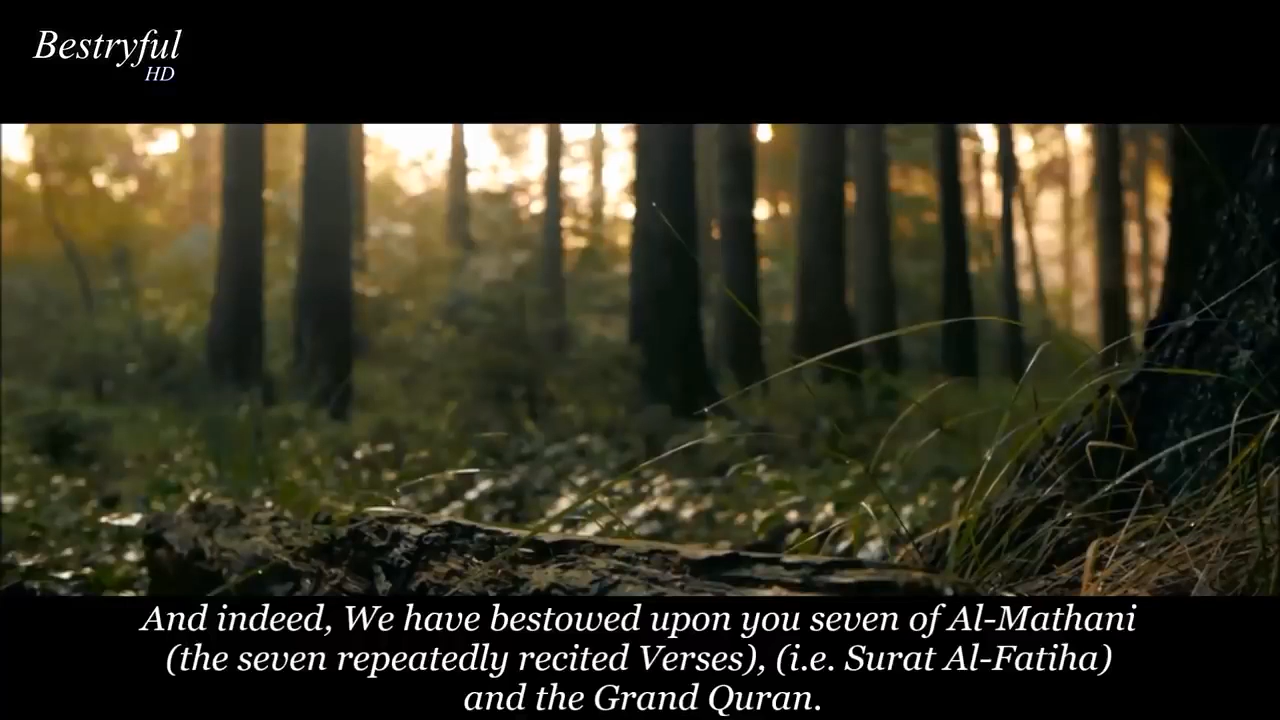 Bestryful
HD
And indeed, We have bestowed upon you seven of Al-Mathani
(the seven repeatedly recited Verses), (i.e. Surat Al-Fatiha)
and the Grand Quran.